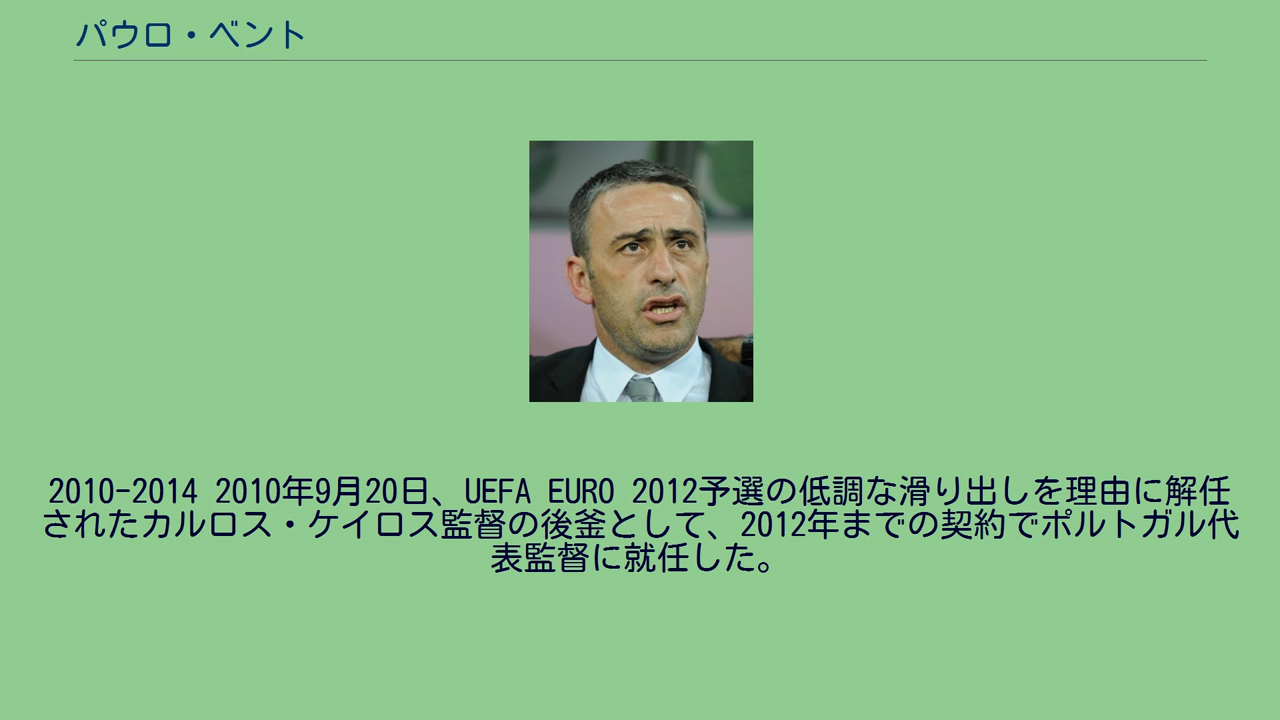 パウロ・ベント
2010-2014 2010年9月20日、UEFA EURO 2012予選の低調な滑り出しを理由に解任
されたカルロス・ケイロス監督の後釜として、2012年までの契約でポルトガル代
表監督に就任した。